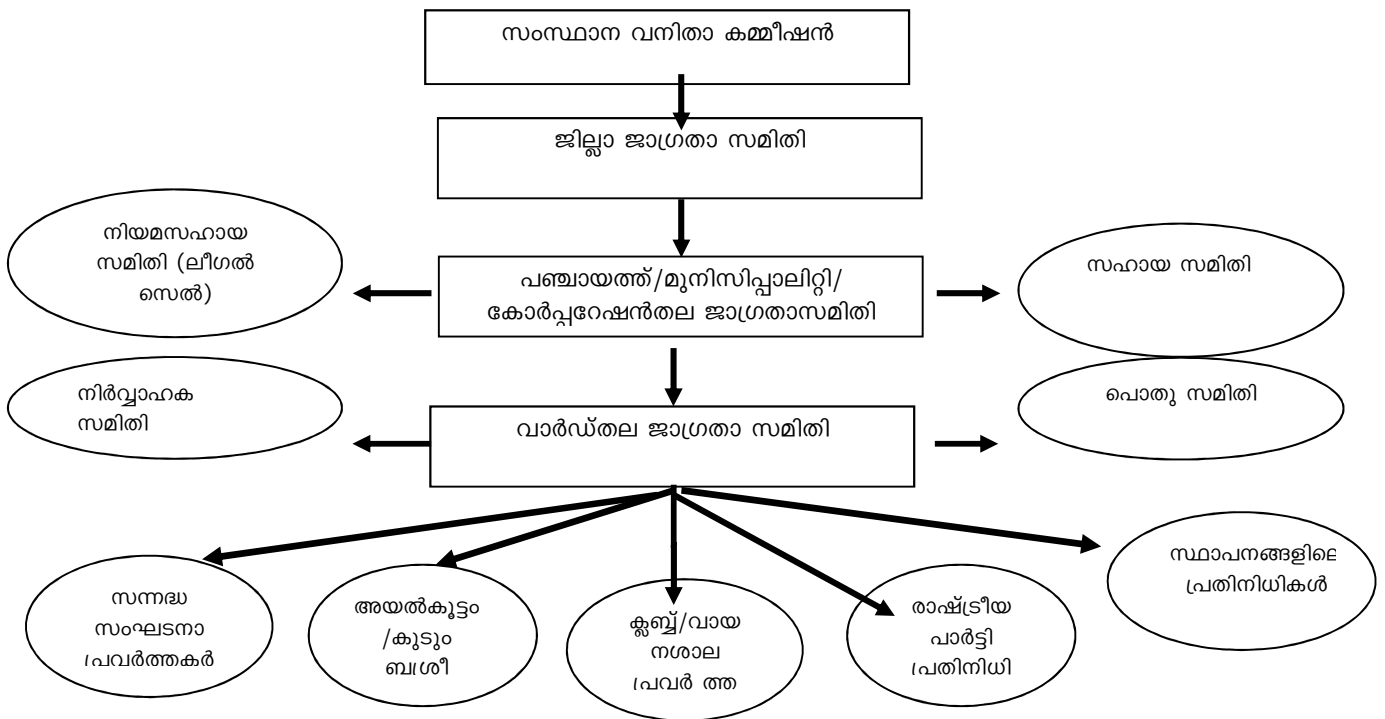 സംസ്ഥാന വനിതാ കമ്മീഷൻ
ജില്ലാ ജാഗ്രതാ സമിതി
നിയമസഹായ
സമിതി (ലീഗൽ
സെൽ)
പഞ്ചായത്ത്/മുനിസിപ്പാലിറ്റി/
കോർപ്പറേഷൻതല ജാഗ്രതാസമിതി
സഹായ സമിതി
നിർവ്വാഹക
സമിതി
വാർഡ്തല ജാഗ്രതാ സമിതി
പൊതു സമിതി
സന്നദ്ധ
സംഘടനാ
പ്രവർത്തകർ
അയൽകൂട്ടം
/കുടും
ബശ്രീ
ക്ലബ്ബ്/വായ
നശാല
പ്രവർ ത്ത
രാഷ്ട്രീയ
പാർട്ടി
പ്രതിനിധി
സ്ഥാപനങ്ങളിലെ
പ്രതിനിധികൾ